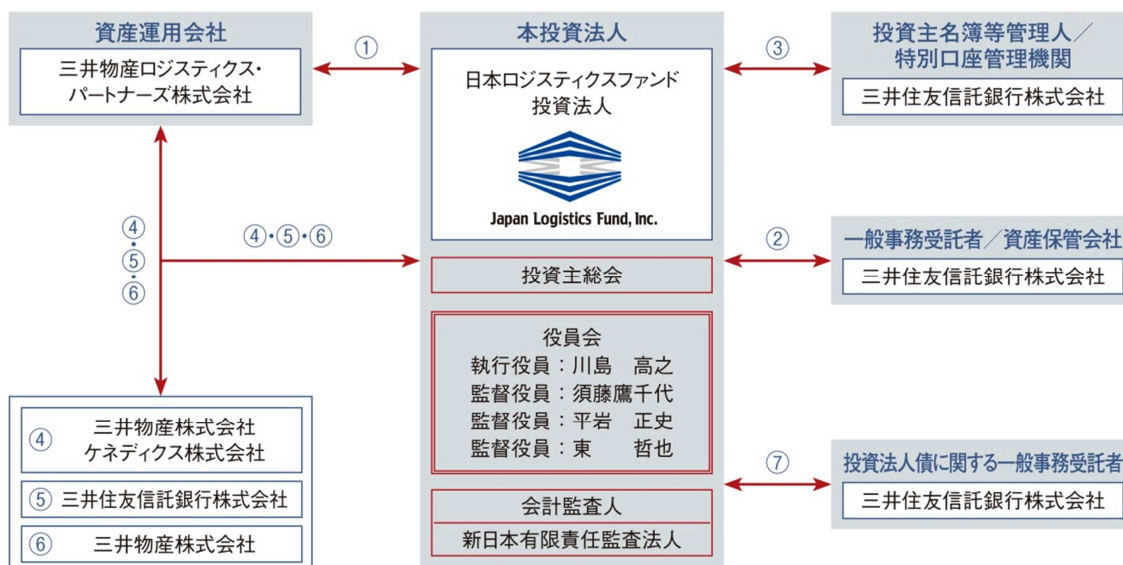 資産運用会社
三井物産ロジスティクス・
パートナーズ株式会社
①
本投資法人
日本ロジスティクスファンド
投資法人
Japan Logistics Fund, Inc.
③
投資主名簿等管理人／
特別口座管理機関
三井住友信託銀行株式会社
④・⑤・⑥
④・⑤・⑥
投資主総会
②
一般事務受託者／資産保管会社
三井住友信託銀行株式会社
役員会
執行役員：川島　高之
監督役員：須藤鷹千代
監督役員：平岩　正史
監督役員：東　　哲也
④
三井物産株式会社
ケネディクス株式会社
⑤ 三井住友信託銀行株式会社
⑥ 三井物産株式会社
会計監査人
新日本有限責任監査法人
⑦
投資法人債に関する一般事務受託者
三井住友信託銀行株式会社